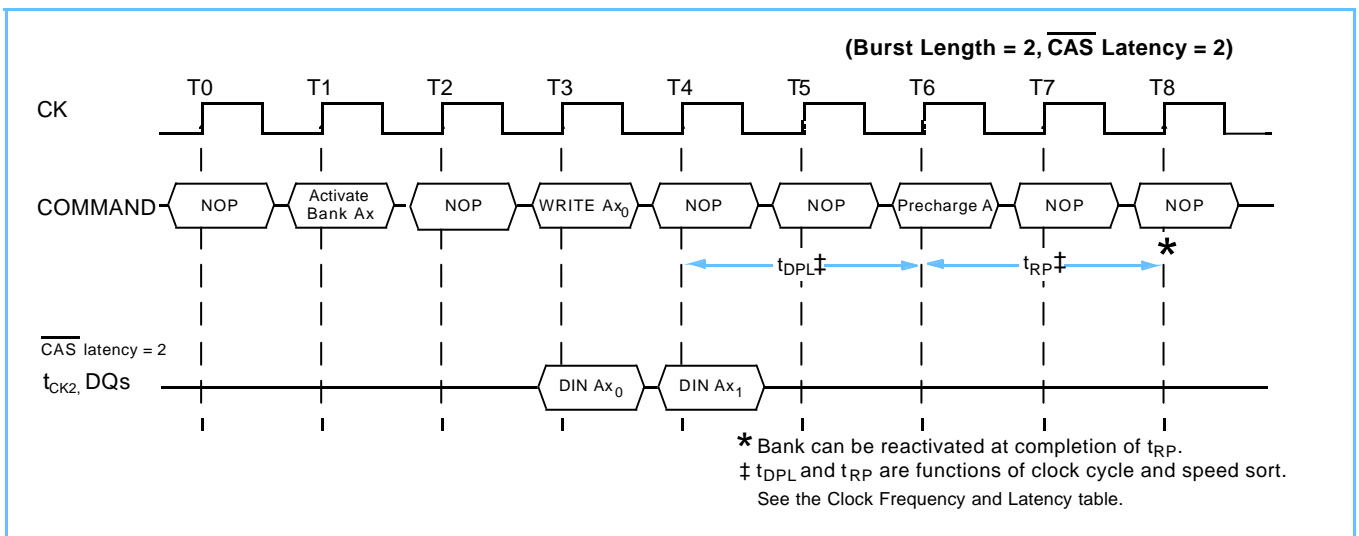 (Burst Length = 2, CAS Latency = 2)
T0 T1 T2 T3 T4 T5 T6 T7 T8
CK
COMMAND NOP Activate Bank Ax NOP WRITE Ax0 NOP NOP Precharge A NOP NOP
*
tDPL‡ tRP‡
CAS latency = 2
tCK2, DQs DIN Ax0 DIN Ax1
* Bank can be reactivated at completion of tRP.
‡ tDPL and tRP are functions of clock cycle and speed sort.
See the Clock Frequency and Latency table.